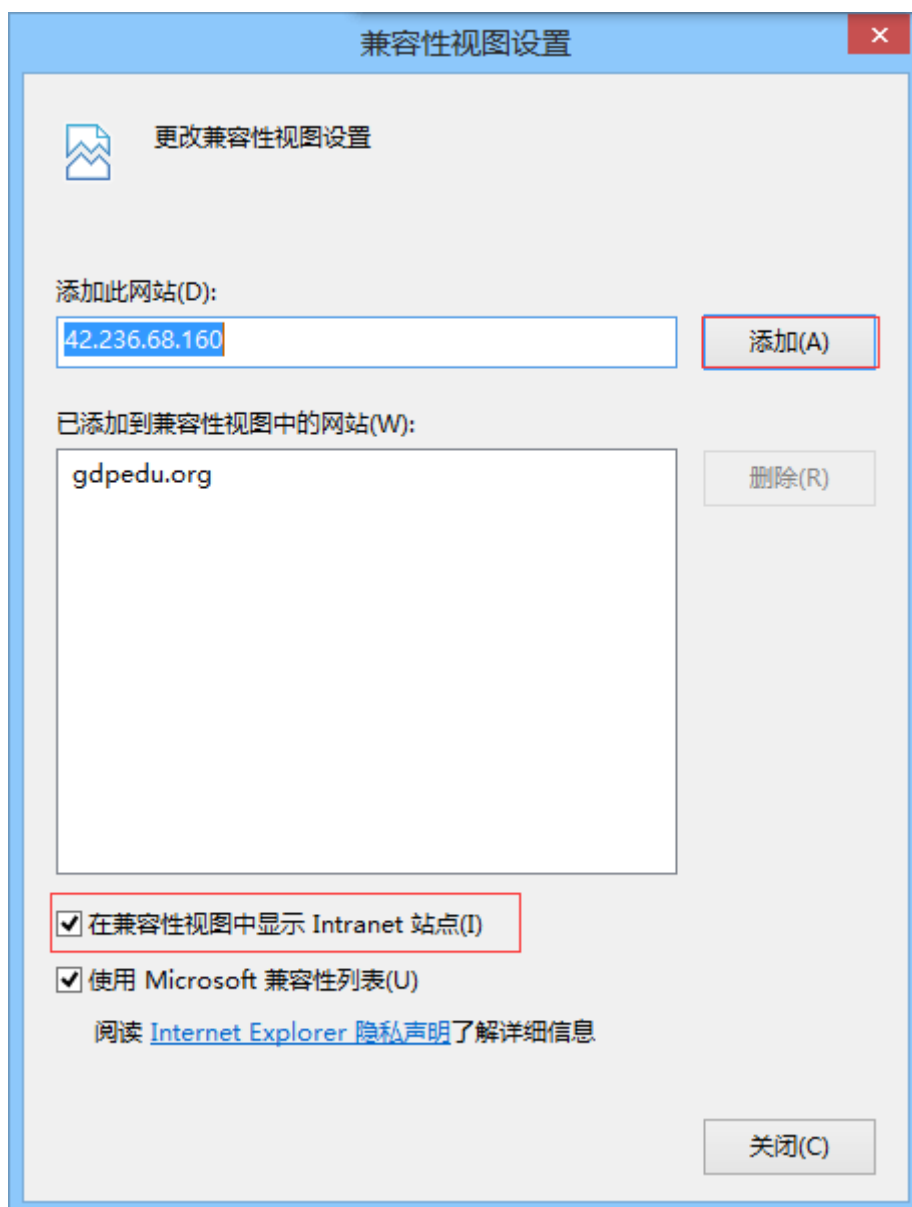 兼容性视图设置
更改兼容性视图设置
添加此网站(D):
42.236.68.160
添加(A)
已添加到兼容性视图中的网站(W):
gdpedu.org
删除(R)
在兼容性视图中显示 Intranet 站点(I)
使用 Microsoft 兼容性列表(U)
阅读 Internet Explorer 隐私声明了解详细信息
关闭(C)